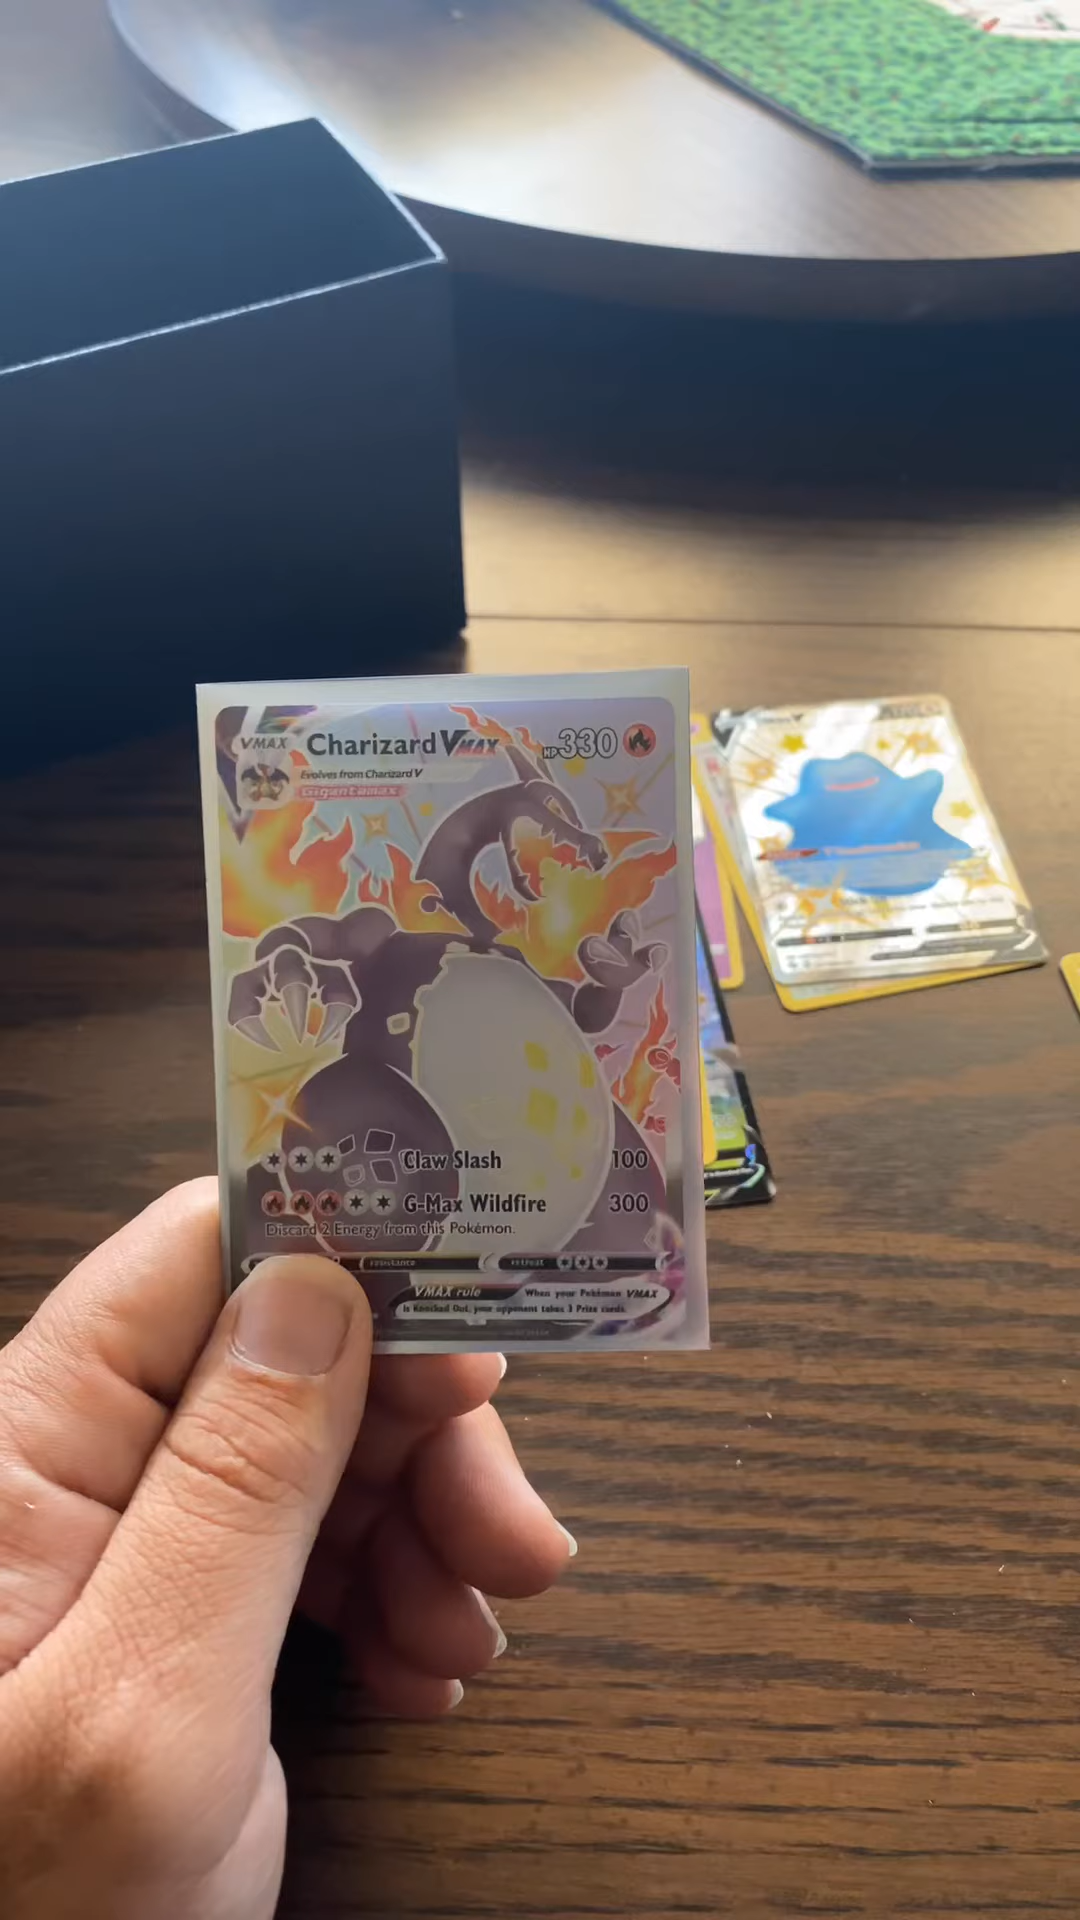 VMAX Charizard VMAX HP 330
Evolves from Charizard V
Gigantamax
Claw Slash 100
G-Max Wildfire 300
Discard 2 Energy from this Pokémon.
resistance retreat
VMAX rule When your Pokémon VMAX
is Knocked Out, your opponent takes 3 Prize cards.